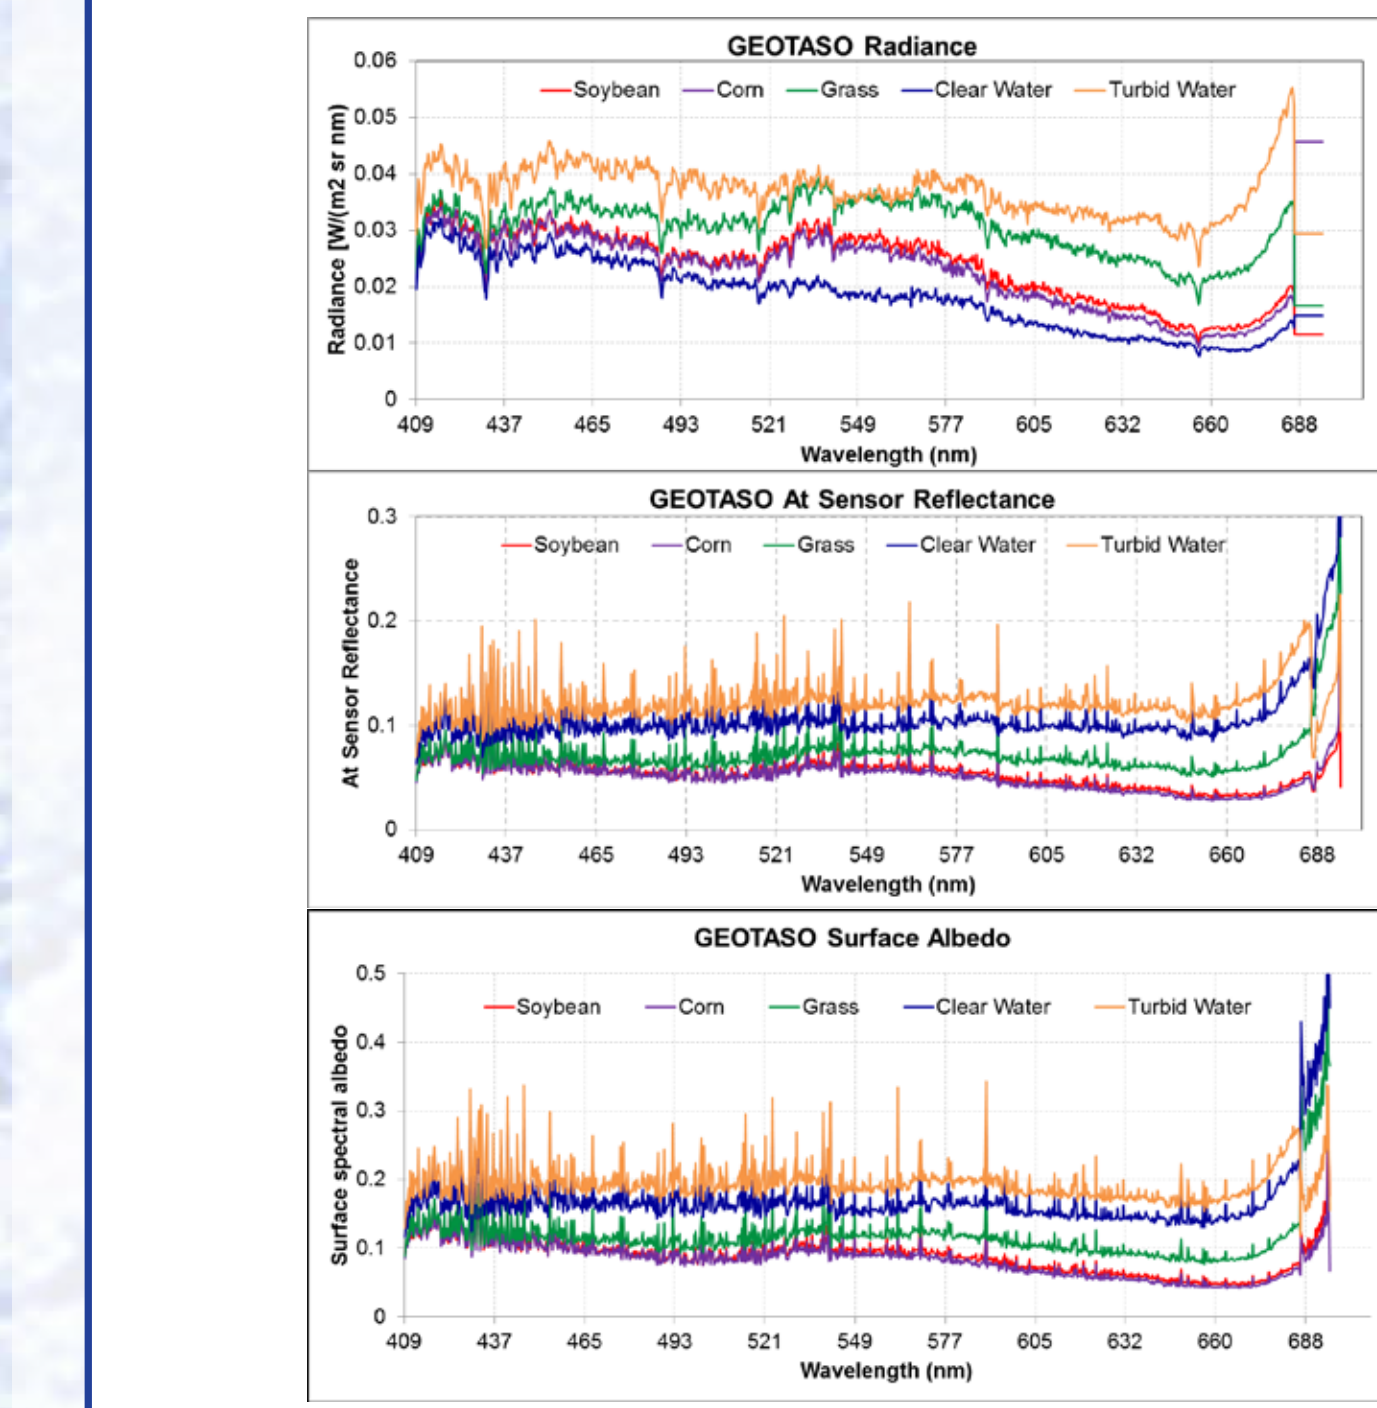 GEOTASO Radiance
0.06
Soybean Corn Grass Clear Water Turbid Water
0.05
0.04
0.03
0.02
0.01
0
Radiance [W/(m2 sr nm)
409 437 465 493 521 549 577 605 632 660 688
Wavelength (nm)
GEOTASO At Sensor Reflectance
0.3
Soybean Corn Grass Clear Water Turbid Water
0.2
0.1
0
At Sensor Reflectance
409 437 465 493 521 549 577 605 632 660 688
Wavelength (nm)
GEOTASO Surface Albedo
0.5
Soybean Corn Grass Clear Water Turbid Water
0.4
0.3
0.2
0.1
0
Surface spectral albedo
409 437 465 493 521 549 577 605 632 660 688
Wavelength (nm)